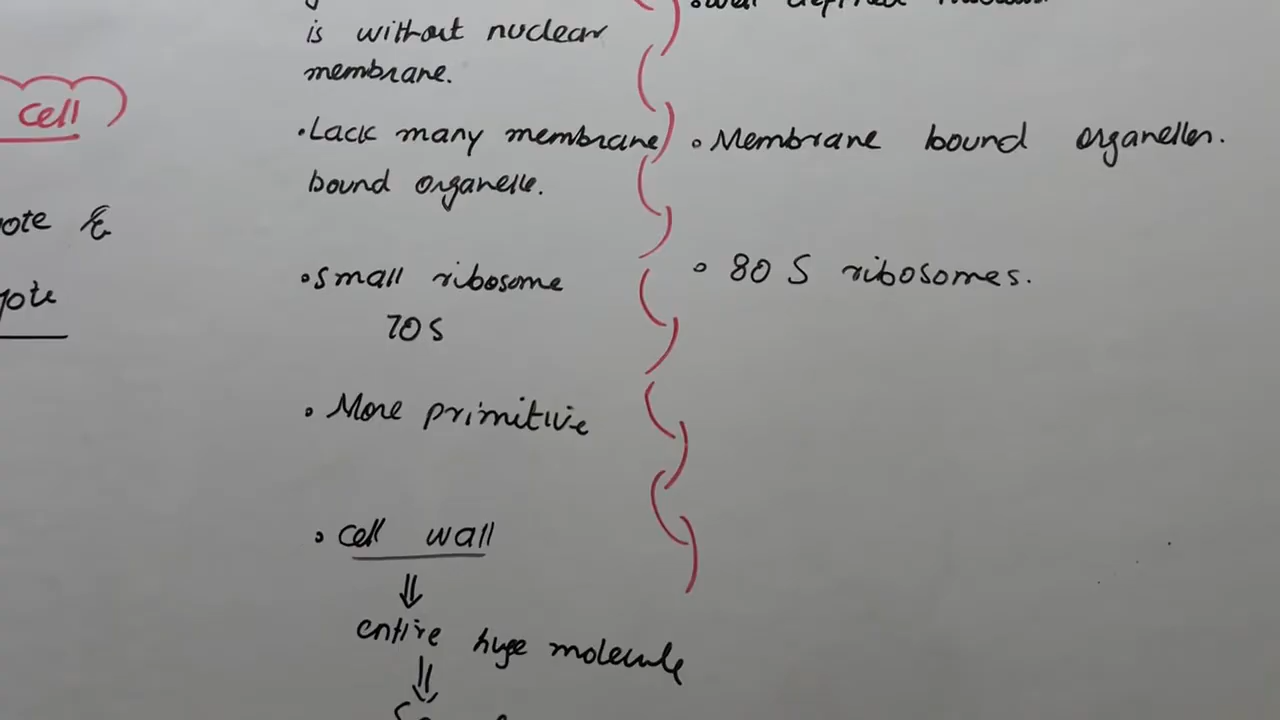 is without nuclear
membrane.
cell
•Lack many membrane
bound organelle.
• Membrane bound organelles.
ote &
ote
•small ribosome
70 S
• 80 S ribosomes.
• More primitive
• cell wall
⇓
entire huge molecule
⇓